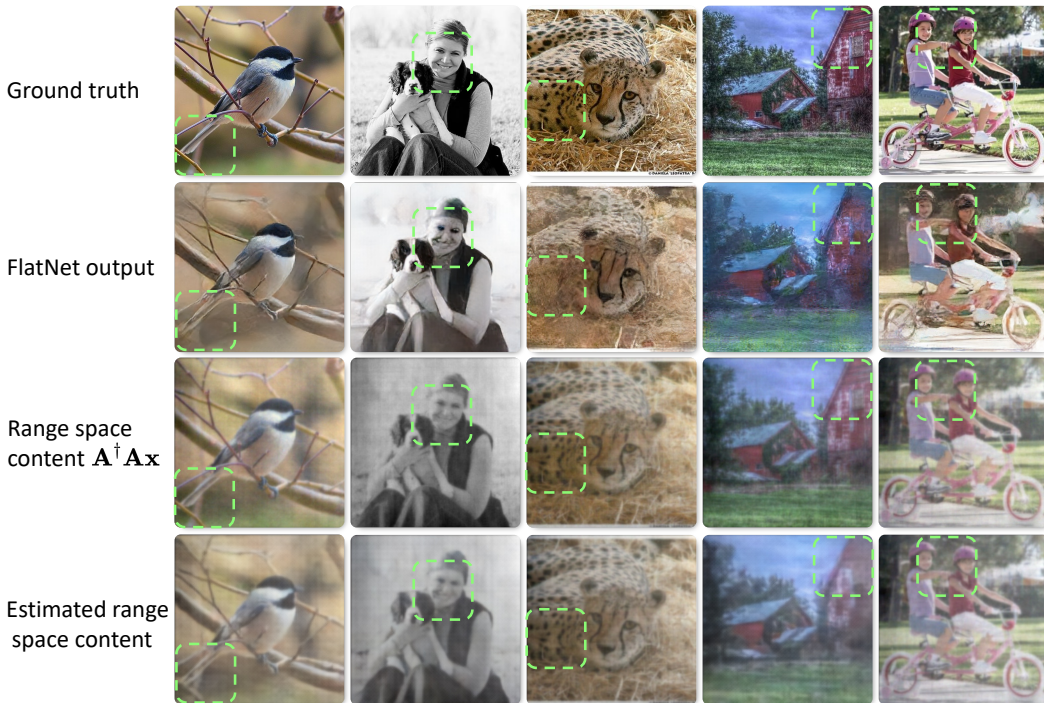 Ground truth
FlatNet output
Range space
content A†Ax
Estimated range
space content